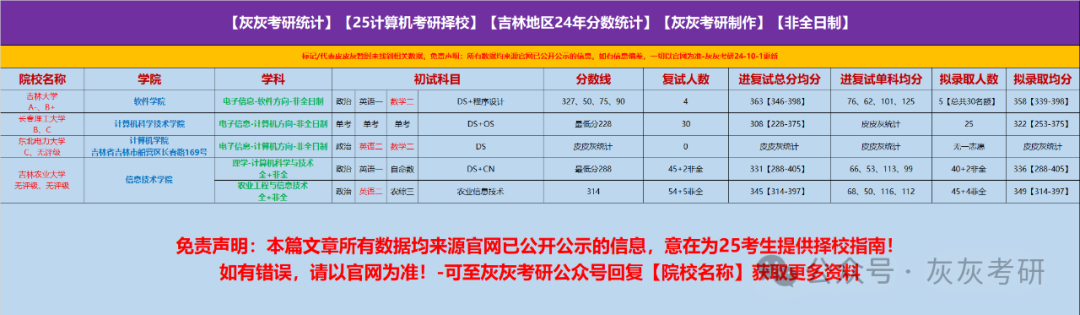 【灰灰考研统计】【25计算机考研择校】【吉林地区24年分数统计】【灰灰考研制作】【非全日制】
标记/代表皮皮灰暂时未找到相关数据，免责声明：所有数据均来源官网已公开公示的信息，如有信息偏差，一切以官网为准-灰灰考研24-10-1更新
院校名称 学院 学科 初试科目 分数线 复试人数 进复试总分均分 进复试单科均分 拟录取人数 拟录取均分
吉林大学
A-、B+ 软件学院 电子信息-软件方向-非全日制 政治 英语一 数学二 DS+程序设计 327、50、75、90 4 363【346-398】 76、62、101、125 5【总共30名额】 358【339-398】
长春理工大学
B、C 计算机科学技术学院 电子信息-计算机方向-非全日制 单考 单考 单考 DS+OS 最低分228 30 308【228-375】 皮皮灰统计 25 322【253-375】
东北电力大学
C、无评级 计算机学院
吉林省吉林市船营区长春路169号 电子信息-计算机方向-非全日制 政治 英语二 数学二 DS 皮皮灰统计 0 皮皮灰统计 皮皮灰统计 无一志愿 皮皮灰统计
吉林农业大学
无评级、无评级 信息技术学院 理学-计算机科学与技术
全+非全 政治 英语一 自命数 DS+CN 最低分288 45+2非全 331【288-405】 66、53、113、99 40+2非全 336【288-405】
农业工程与信息技术
全+非全 政治 英语二 农综三 农业信息技术 314 54+5非全 345【314-397】 68、50、116、112 45+4非全 349【314-397】
免责声明：本篇文章所有数据均来源官网已公开公示的信息，意在为25考生提供择校指南！
如有错误，请以官网为准！-可至灰灰考研公众号回复【院校名称】获取更多资料
公众号·灰灰考研